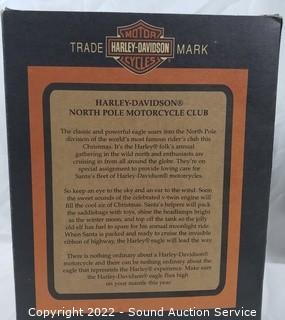 MOTOR
TRADE HARLEY-DAVIDSON MARK
CYCLES
HARLEY-DAVIDSON®
NORTH POLE MOTORCYCLE CLUB
The classic and powerful eagle soars into the North Pole
division of the world's most famous rider's club this
Christmas. It's the Harley® folk's annual
gathering in the wild north and enthusiasts are
cruising in from all around the globe. They're on
special assignment to provide loving care for
Santa's fleet of Harley-Davidson® motorcycles.
So keep an eye to the sky and an ear to the wind. Soon
the sweet sounds of the celebrated v-twin engine will
fill the cool air of Christmas. Santa's helpers will pack
the saddlebags with toys, shine the headlamps bright
as the winter moon, and top off the tank so the jolly
old elf has fuel to spare for his annual moonlight ride.
When Santa is packed and ready to cruise the invisible
ribbon of highway, the Harley® eagle will lead the way.
There is nothing ordinary about a Harley-Davidson®
motorcycle and there can be nothing ordinary about the
eagle that represents the Harley® experience. Make sure
the Harley-Davidson® eagle flies high
on your mantle this year.
Copyright 2022 - Sound Auction Service